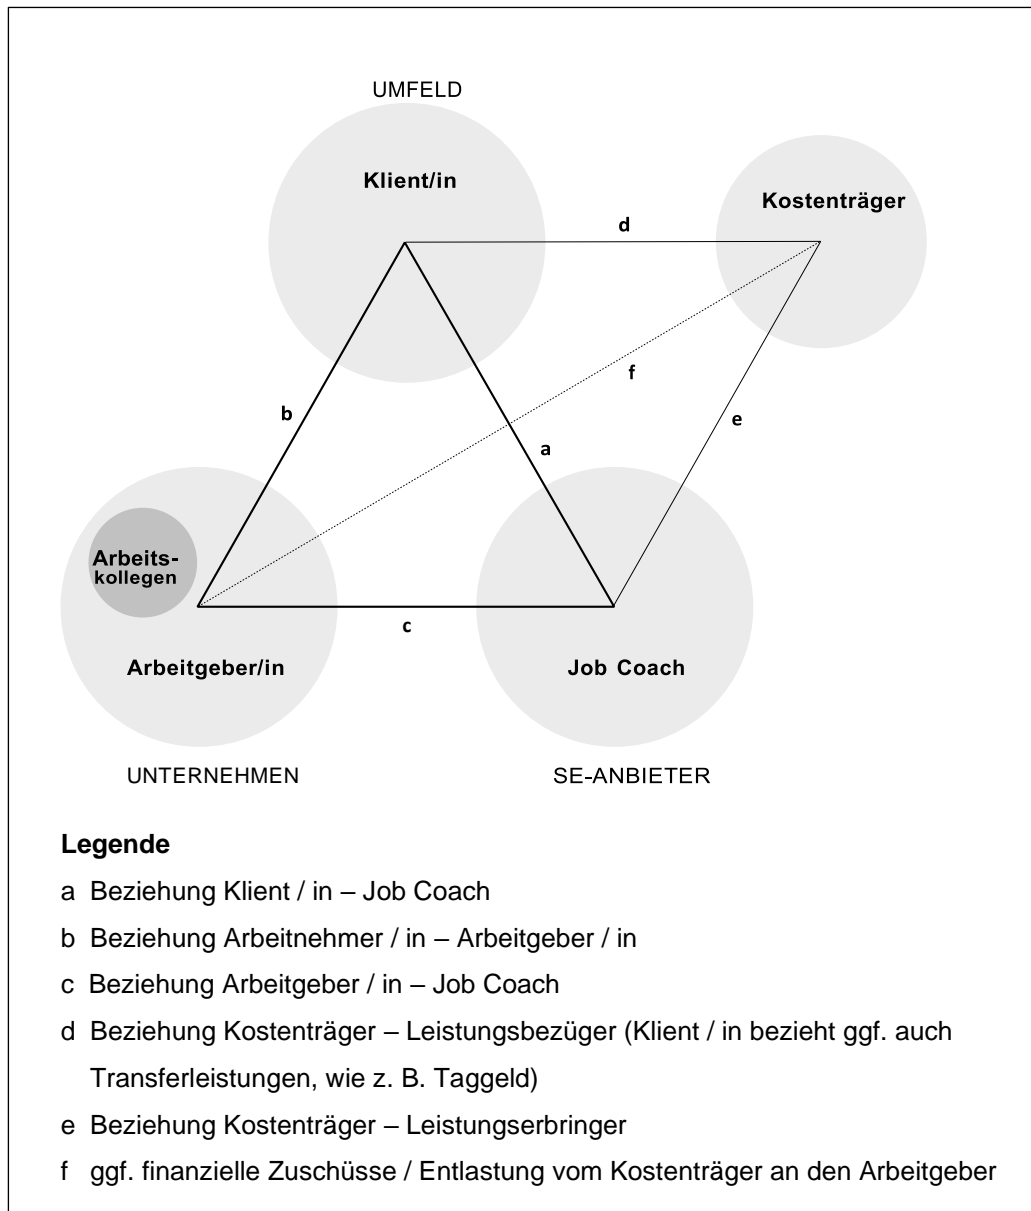 UMFELD
Klient/in
Kostenträger
d
f
b
e
a
Arbeits-
kollegen
c
Arbeitgeber/in
Job Coach
UNTERNEHMEN
SE-ANBIETER
Legende
a Beziehung Klient / in – Job Coach
b Beziehung Arbeitnehmer / in – Arbeitgeber / in
c Beziehung Arbeitgeber / in – Job Coach
d Beziehung Kostenträger – Leistungsbezüger (Klient / in bezieht ggf. auch
Transferleistungen, wie z. B. Taggeld)
e Beziehung Kostenträger – Leistungserbringer
f ggf. finanzielle Zuschüsse / Entlastung vom Kostenträger an den Arbeitgeber